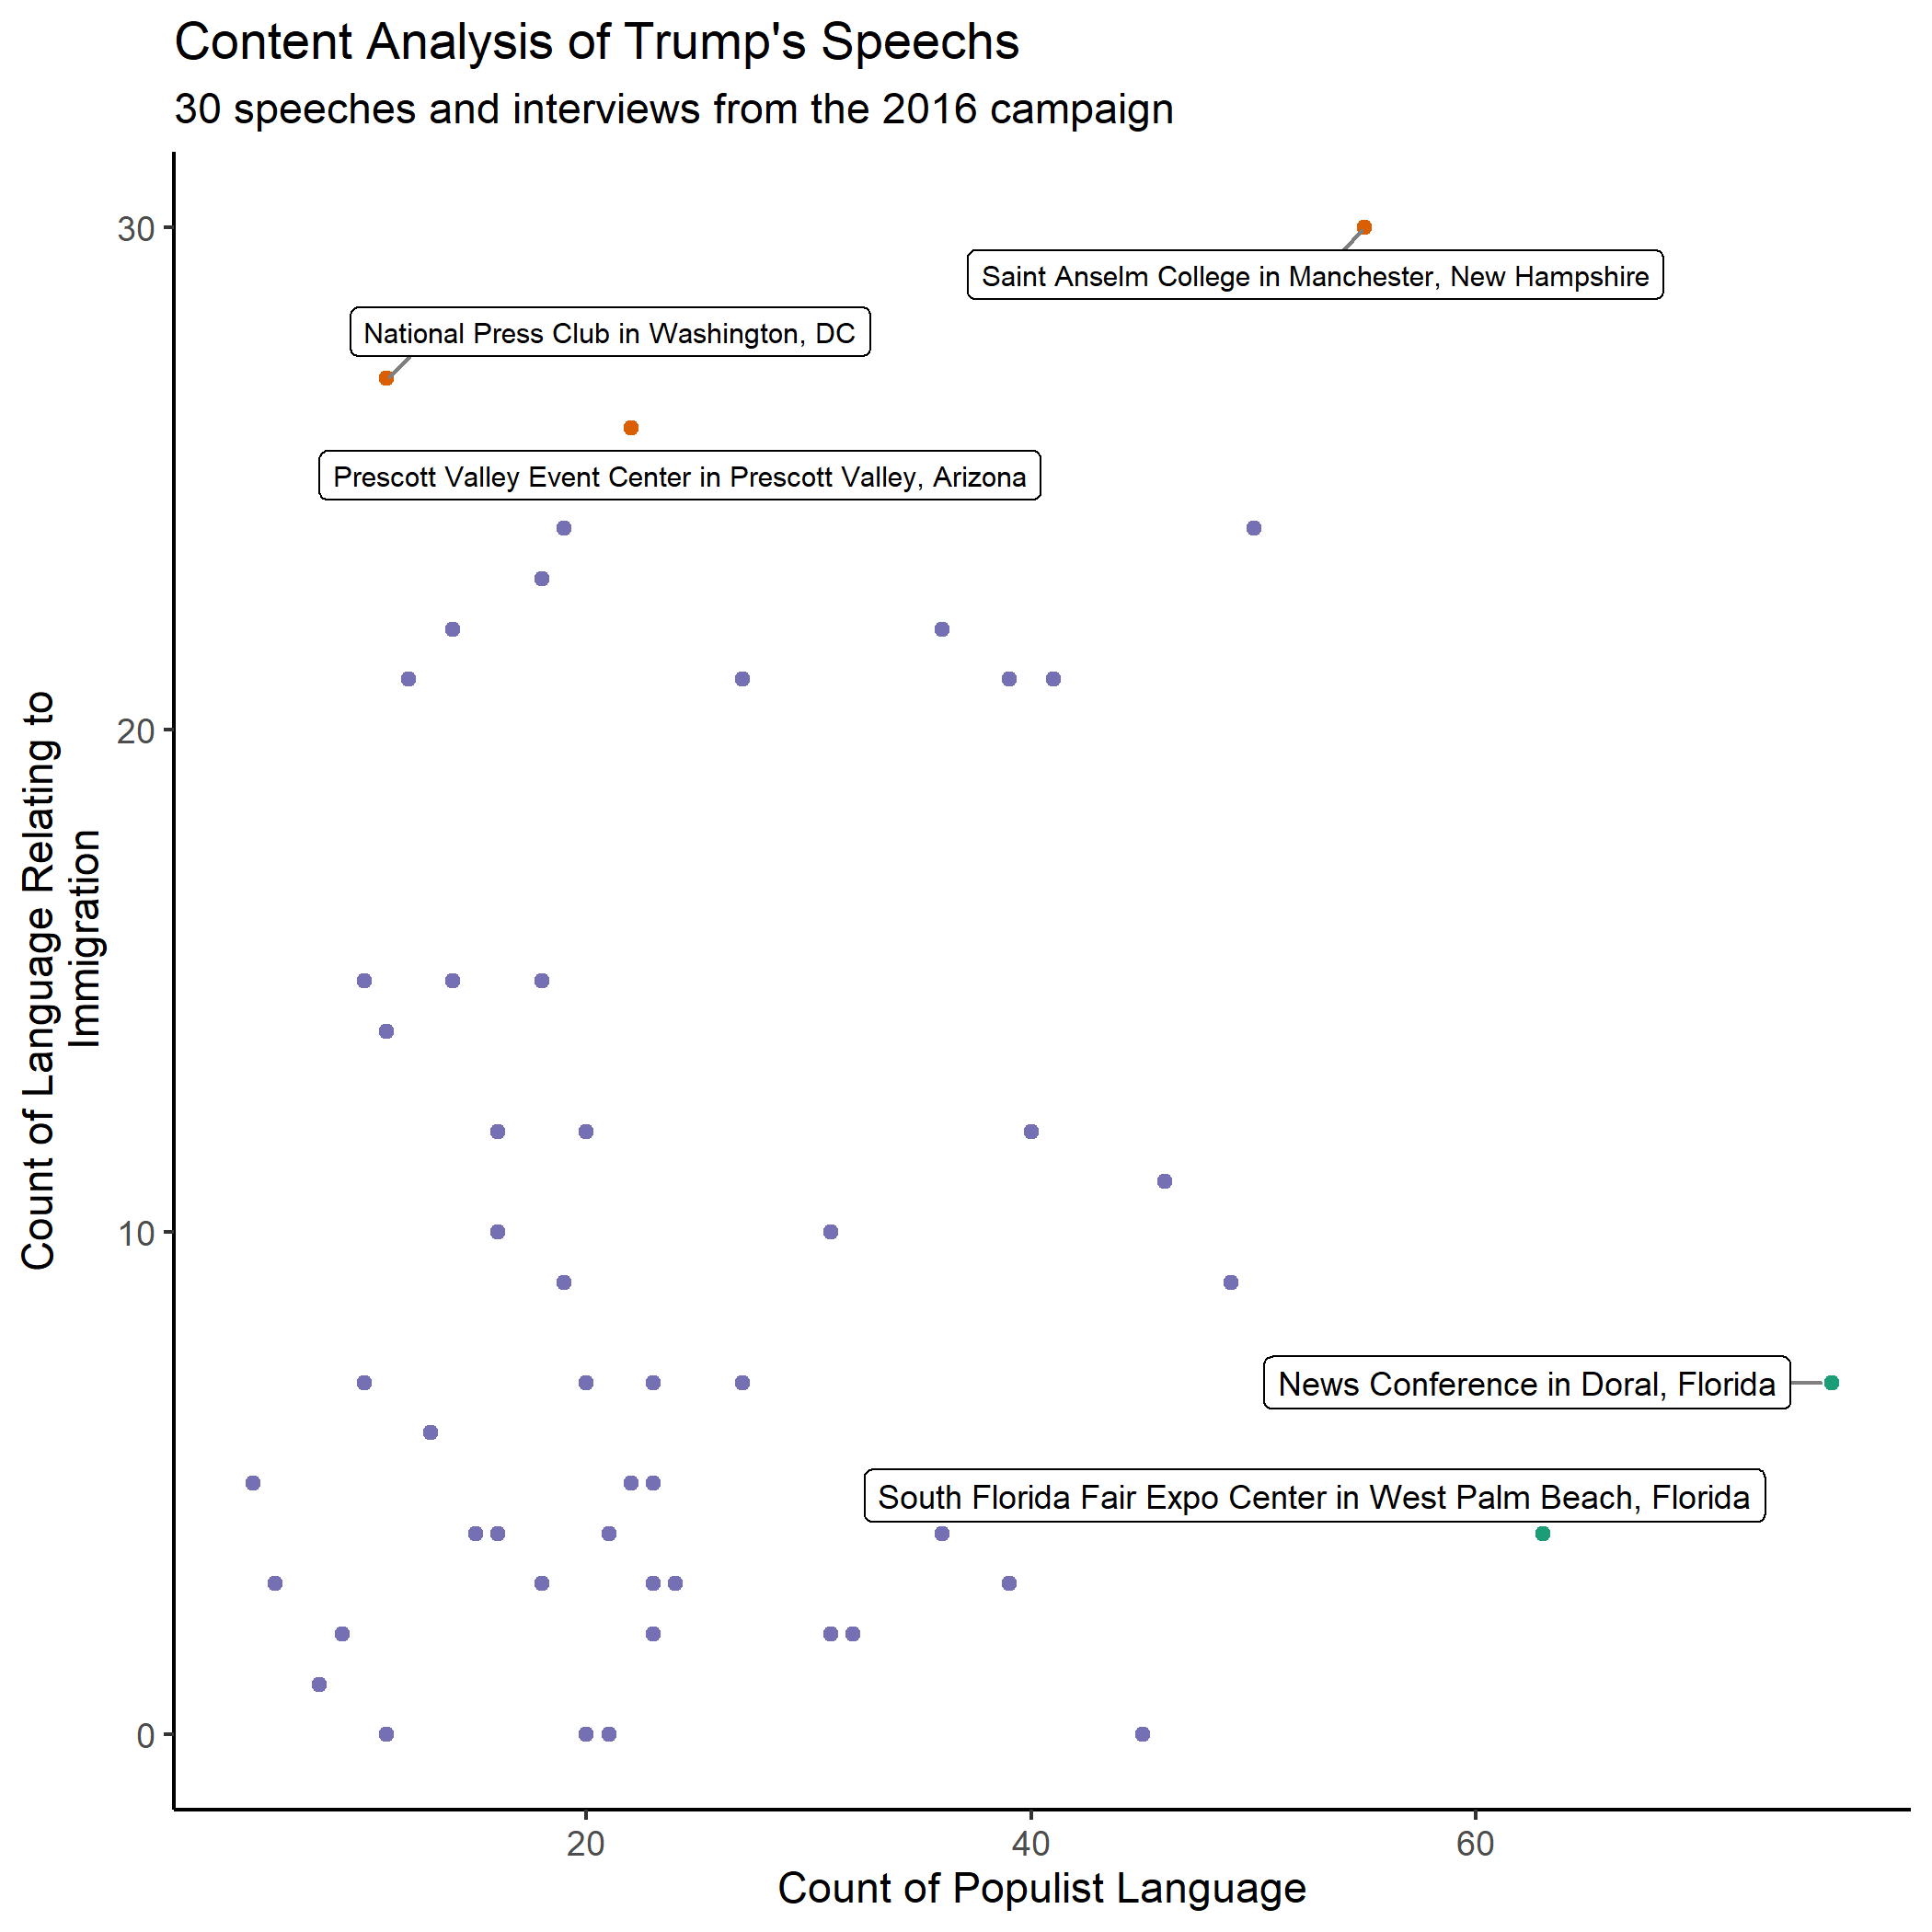 Content Analysis of Trump's Speechs
30 speeches and interviews from the 2016 campaign
30
Saint Anselm College in Manchester, New Hampshire
National Press Club in Washington, DC
Prescott Valley Event Center in Prescott Valley, Arizona
20
Count of Language Relating to
Immigration
10
News Conference in Doral, Florida
South Florida Fair Expo Center in West Palm Beach, Florida
0
20 40 60
Count of Populist Language